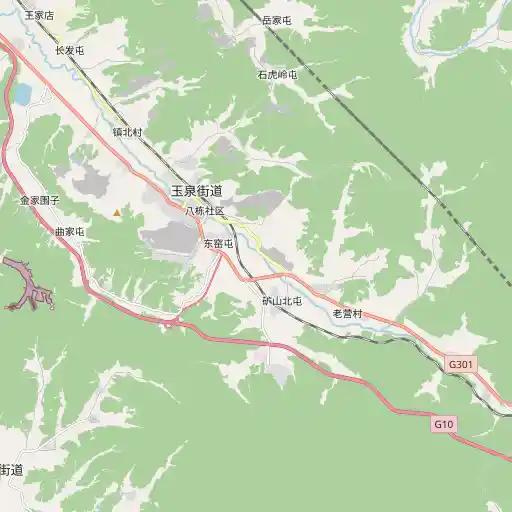 王家店
岳家屯
长发屯
石虎岭屯
镇北村
玉泉街道
金家围子
八栋社区
曲家屯
东窑屯
矿山北屯
老营村
G301
G10
街道